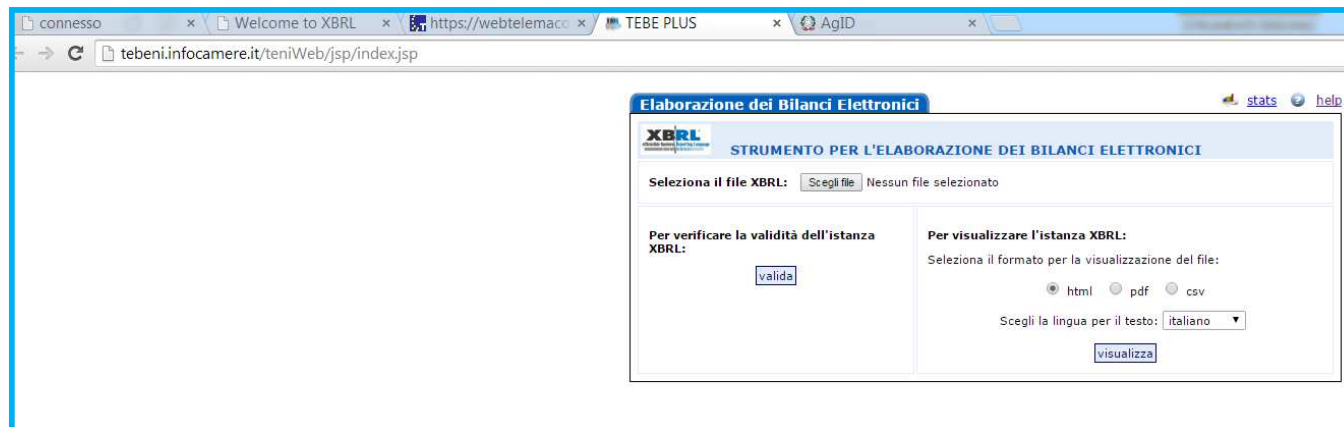 connesso
Welcome to XBRL
https://webtelemaco
TEBE PLUS
AgID
tebeni.infocamere.it/teniWeb/jsp/index.jsp
Elaborazione dei Bilanci Elettronici
stats
help
XBRL
STRUMENTO PER L'ELABORAZIONE DEI BILANCI ELETTRONICI
Seleziona il file XBRL: Scegli file Nessun file selezionato
Per verificare la validità dell'istanza
XBRL:
valida
Per visualizzare l'istanza XBRL:
Seleziona il formato per la visualizzazione del file:
html pdf csv
Scegli la lingua per il testo: italiano
visualizza